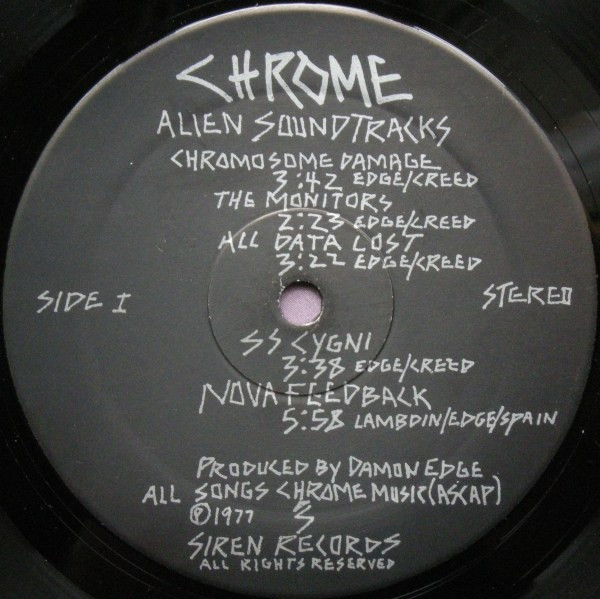 CHROME
ALIEN SOUNDTRACKS
CHROMOSOME DAMAGE
3:42 EDGE/CREED
THE MONITORS
2:23 EDGE/CREED
ALL DATA LOST
3:22 EDGE/CREED
SIDE I
STEREO
SS CYGNI
3:38 EDGE/CREED
NOVA FEEDBACK
5:58 LAMBDIN/EDGE/SPAIN
PRODUCED BY DAMON EDGE
ALL SONGS CHROME MUSIC (ASCAP)
Ⓟ1977
SIREN RECORDS
ALL RIGHTS RESERVED